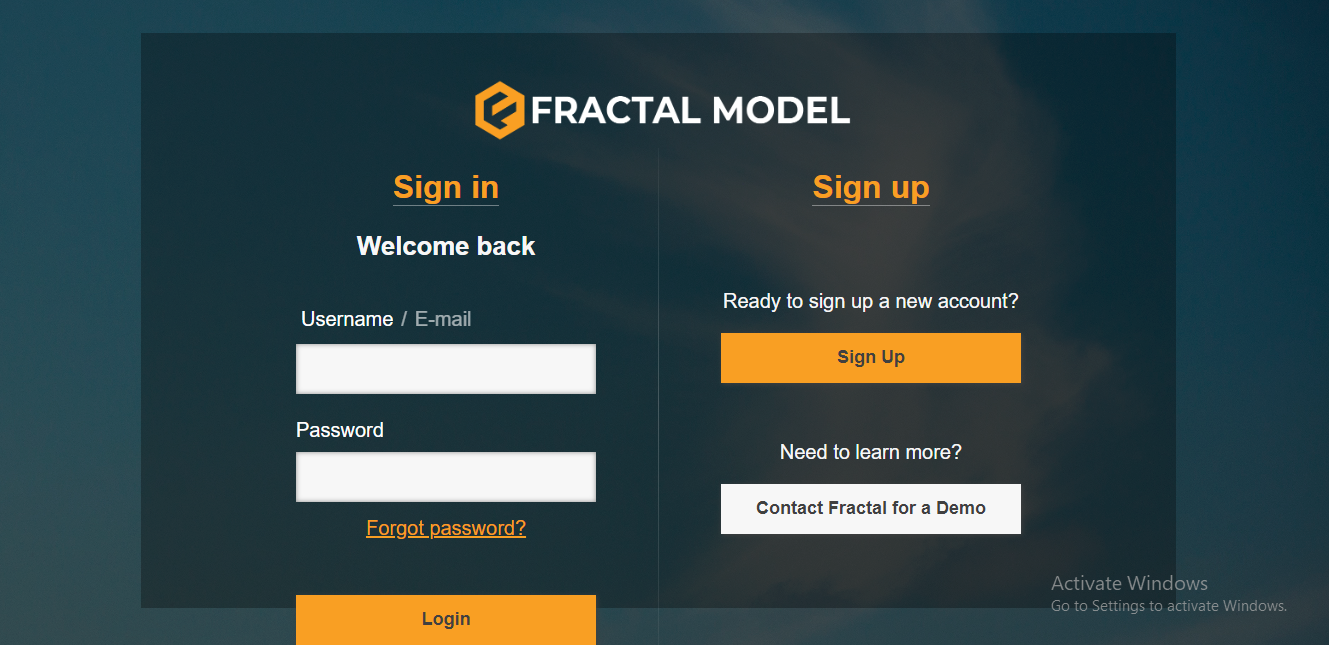 FRACTAL MODEL
Sign in
Welcome back
Username / E-mail
Password
Forgot password?
Login
Sign up
Ready to sign up a new account?
Sign Up
Need to learn more?
Contact Fractal for a Demo
Activate Windows
Go to Settings to activate Windows.